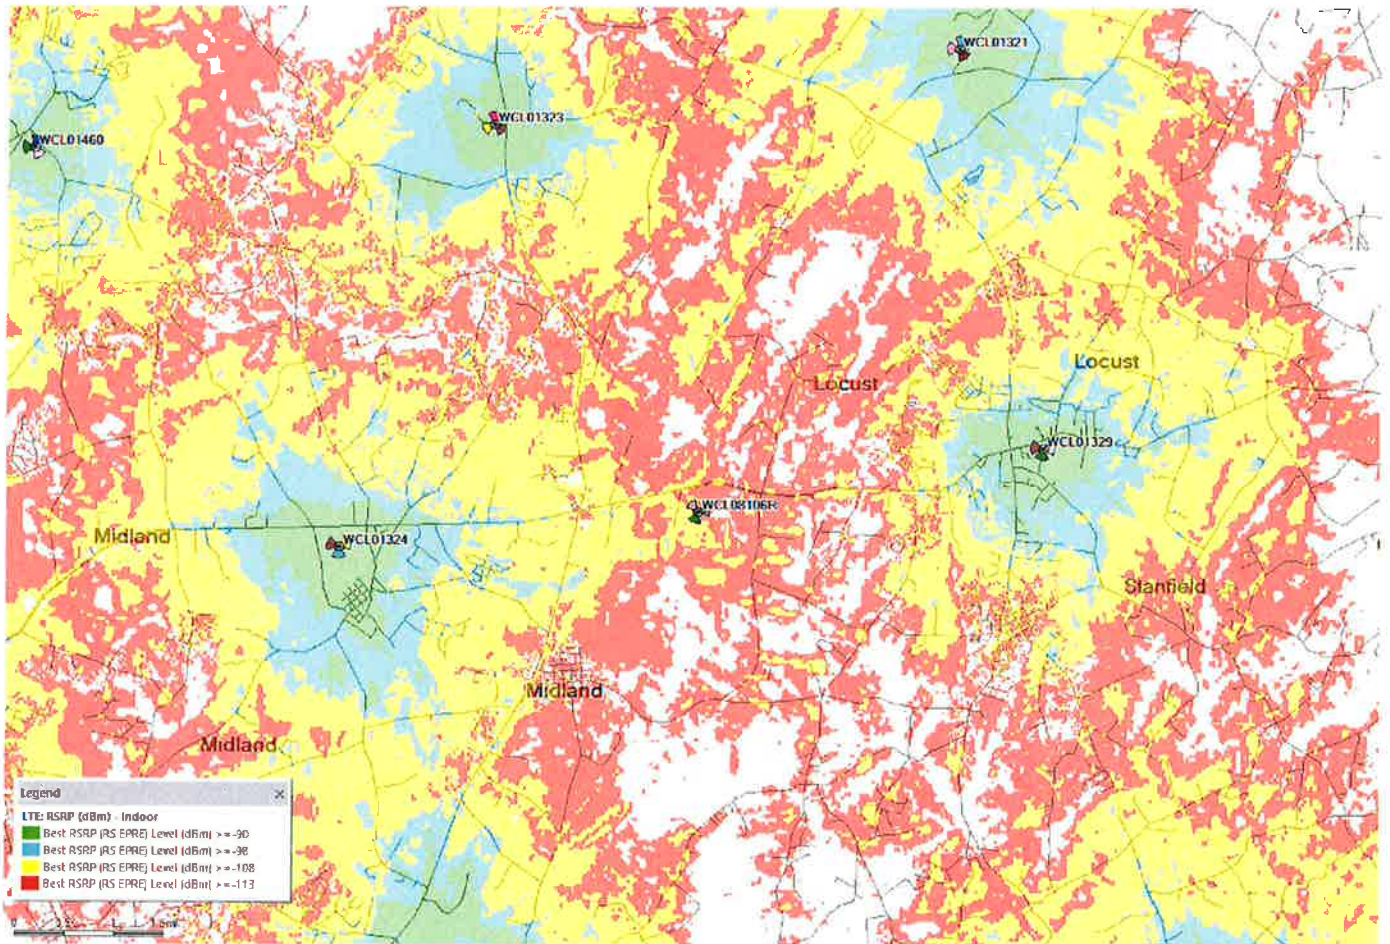 WCL01321
WCL01323
WCL01460
Locust
Locust
WCL01329
WCL08106R
Midland
WCL01324
Stanfield
Midland
Midland
Legend
LTE: RSRP (dBm) - Indoor
Best RSRP (RS EPRE) Level (dBm) >=-90
Best RSRP (RS EPRE) Level (dBm) >=-98
Best RSRP (RS EPRE) Level (dBm) >=-108
Best RSRP (RS EPRE) Level (dBm) >=-113